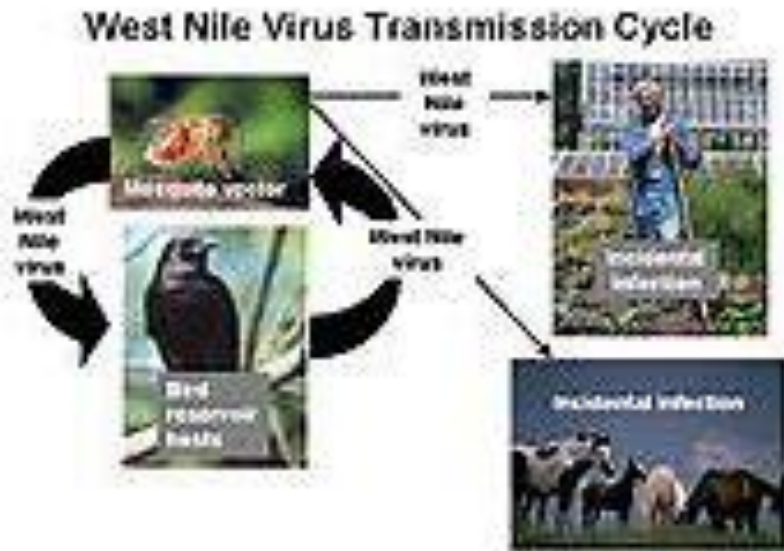 West Nile Virus Transmission Cycle
West
Nile
virus
Mosquito vector
West
Nile
virus
West Nile
virus
Incidental
infection
Bird
reservoir
hosts
Incidental infection